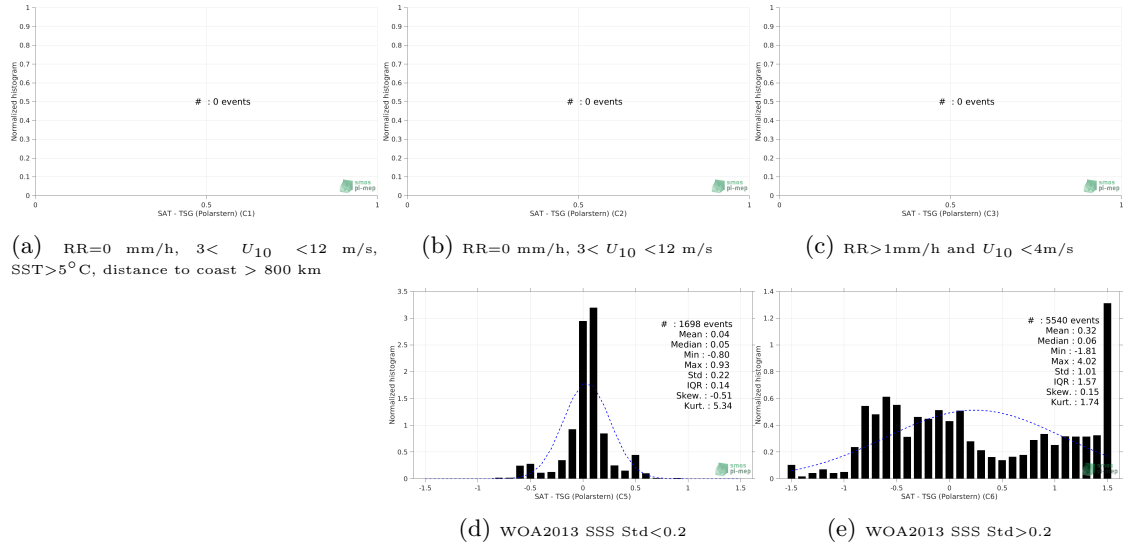 1
0.9
0.8
0.7
0.6
0.5
0.4
0.3
0.2
0.1
0
Normalized histogram
# : 0 events
0 0.5 1
SAT - TSG (Polarstern) (C1)
smos
pi-mep
(a) RR=0 mm/h, 3< U10 <12 m/s,
SST>5°C, distance to coast > 800 km
1
0.9
0.8
0.7
0.6
0.5
0.4
0.3
0.2
0.1
0
Normalized histogram
# : 0 events
0 0.5 1
SAT - TSG (Polarstern) (C2)
smos
pi-mep
(b) RR=0 mm/h, 3< U10 <12 m/s
1
0.9
0.8
0.7
0.6
0.5
0.4
0.3
0.2
0.1
0
Normalized histogram
# : 0 events
0 0.5 1
SAT - TSG (Polarstern) (C3)
smos
pi-mep
(c) RR>1mm/h and U10 <4m/s
3.5
3
2.5
2
1.5
1
0.5
0
Normalized histogram
# : 1698 events
Mean : 0.04
Median : 0.05
Min : -0.80
Max : 0.93
Std : 0.22
IQR : 0.14
Skew. : -0.51
Kurt. : 5.34
-1.5 -1 -0.5 0 0.5 1 1.5
SAT - TSG (Polarstern) (C5)
smos
pi-mep
(d) WOA2013 SSS Std<0.2
1.4
1.2
1
0.8
0.6
0.4
0.2
0
Normalized histogram
# : 5540 events
Mean : 0.32
Median : 0.06
Min : -1.81
Max : 4.02
Std : 1.01
IQR : 1.57
Skew. : 0.15
Kurt. : 1.74
-1.5 -1 -0.5 0 0.5 1 1.5
SAT - TSG (Polarstern) (C6)
smos
pi-mep
(e) WOA2013 SSS Std>0.2